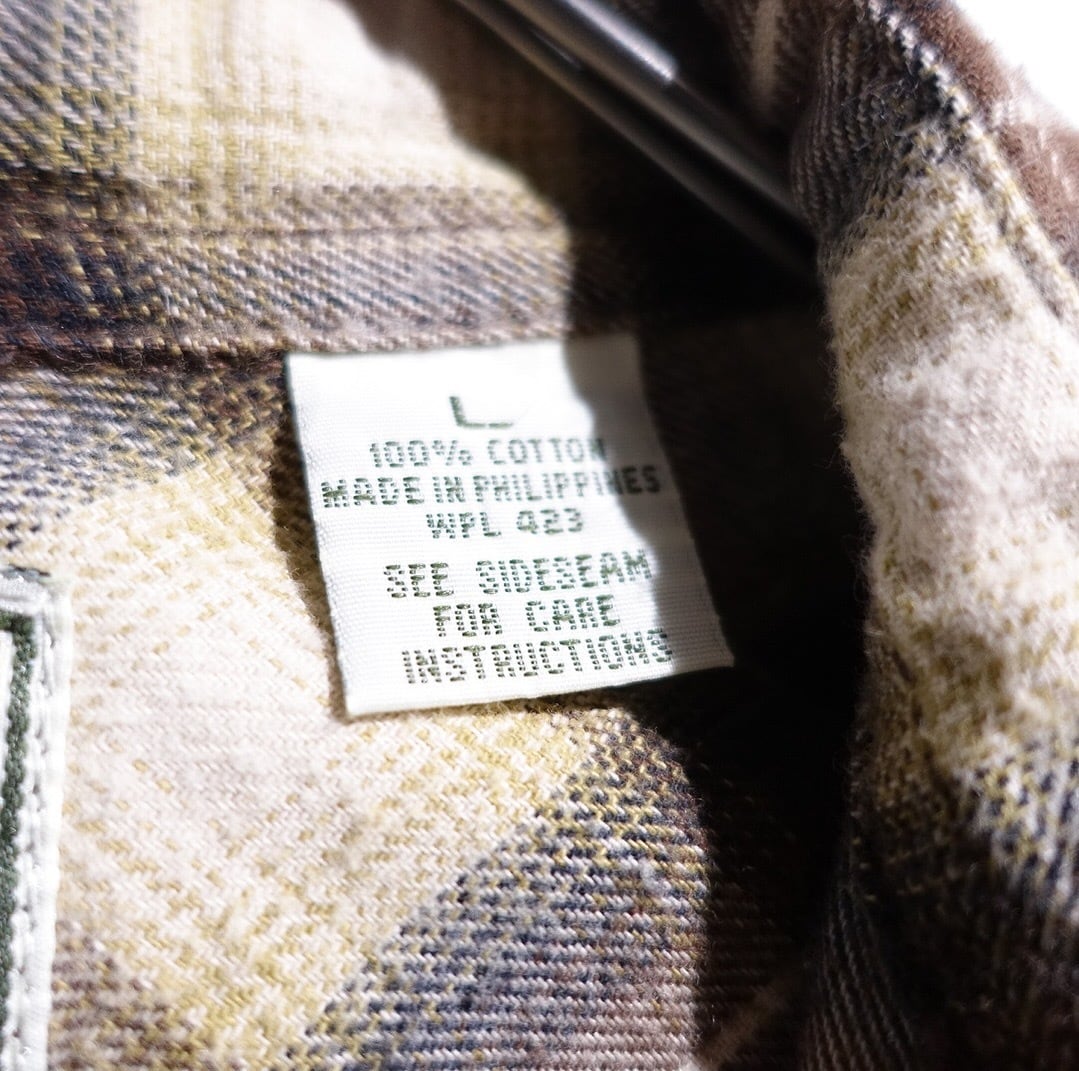 L
100% COTTON
MADE IN PHILIPPINES
WPL 423
SEE SIDESEAM
FOR CARE
INSTRUCTIONS